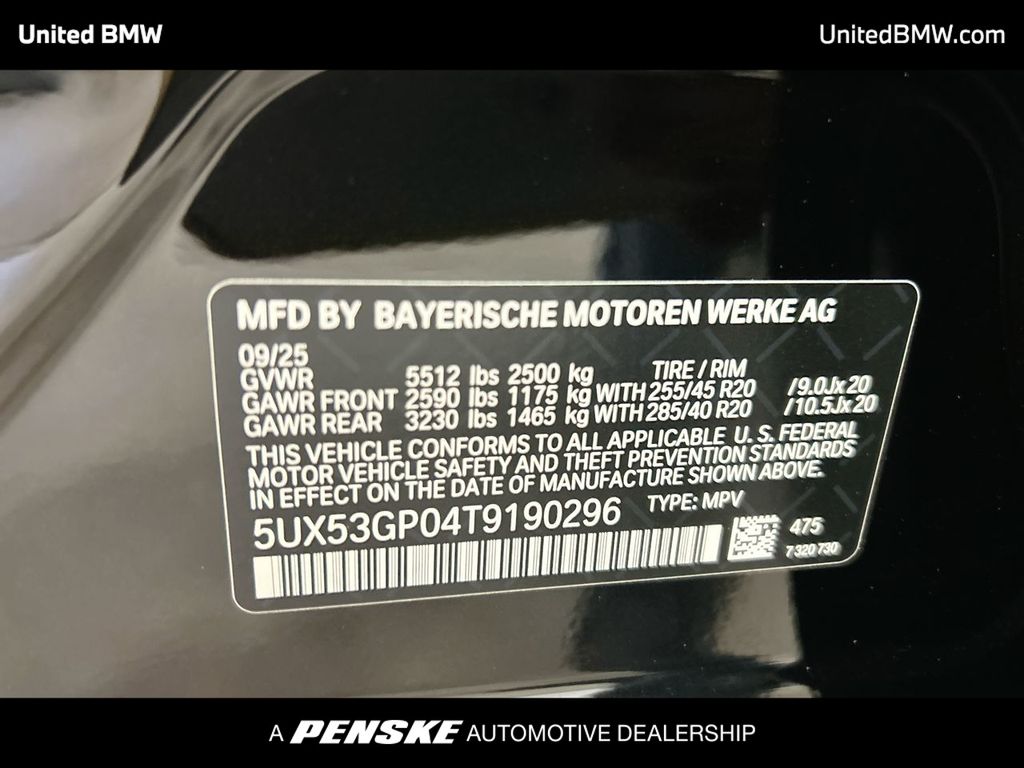 United BMW
UnitedBMW.com
MFD BY BAYERISCHE MOTOREN WERKE AG
09/25
GVWR 5512 lbs 2500 kg TIRE / RIM
GAWR FRONT 2590 lbs 1175 kg WITH 255/45 R20 /9.0Jx20
GAWR REAR 3230 lbs 1465 kg WITH 285/40 R20 /10.5Jx20
THIS VEHICLE CONFORMS TO ALL APPLICABLE U. S. FEDERAL
MOTOR VEHICLE SAFETY AND THEFT PREVENTION STANDARDS
IN EFFECT ON THE DATE OF MANUFACTURE SHOWN ABOVE.
5UX53GP04T9190296 TYPE: MPV
475
7 320 730
A PENSKE AUTOMOTIVE DEALERSHIP